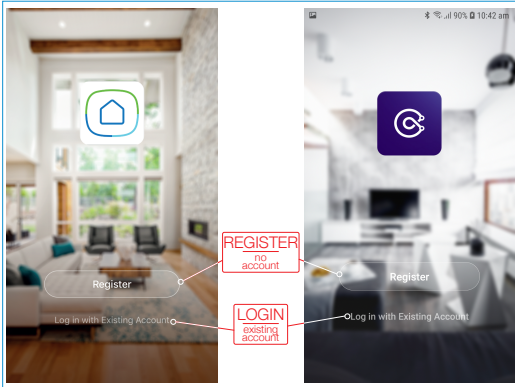 90% 10:42 am
REGISTER
no
account
Register
Register
LOGIN
existing
account
Log in with Existing Account
Log in with Existing Account